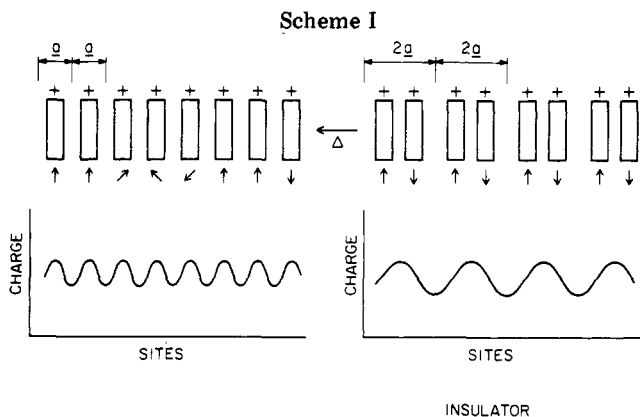 Scheme I
a a 2a 2a
+ + + + + + + + + + + + + + + +
Δ
CHARGE
SITES
CHARGE
SITES
INSULATOR